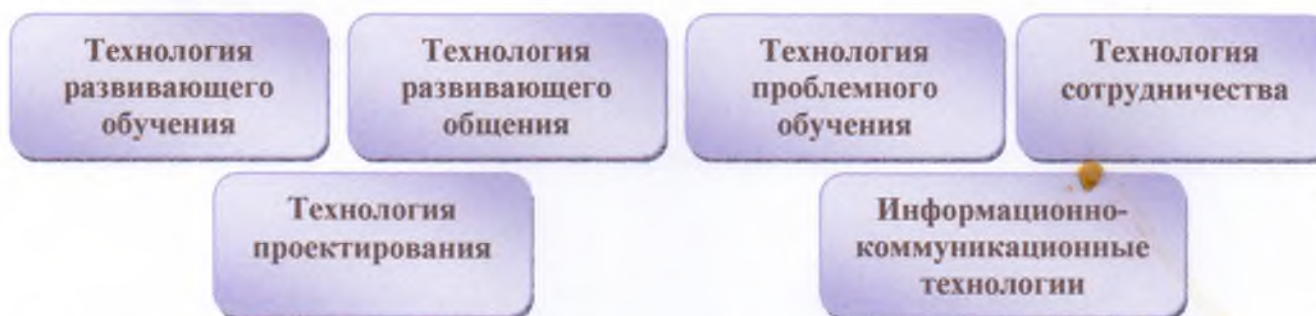 Технология
развивающего
обучения
Технология
развивающего
общения
Технология
проблемного
обучения
Технология
сотрудничества
Технология
проектирования
Информационно-
коммуникационные
технологии